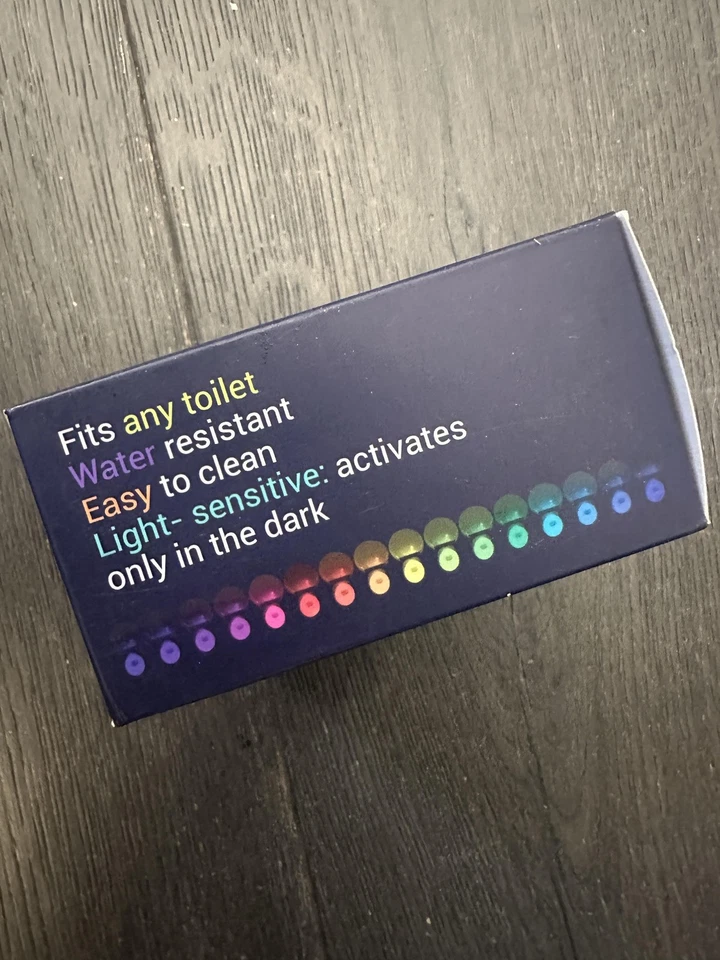 Fits any toilet
Water resistant
Easy to clean
Light- sensitive: activates
only in the dark